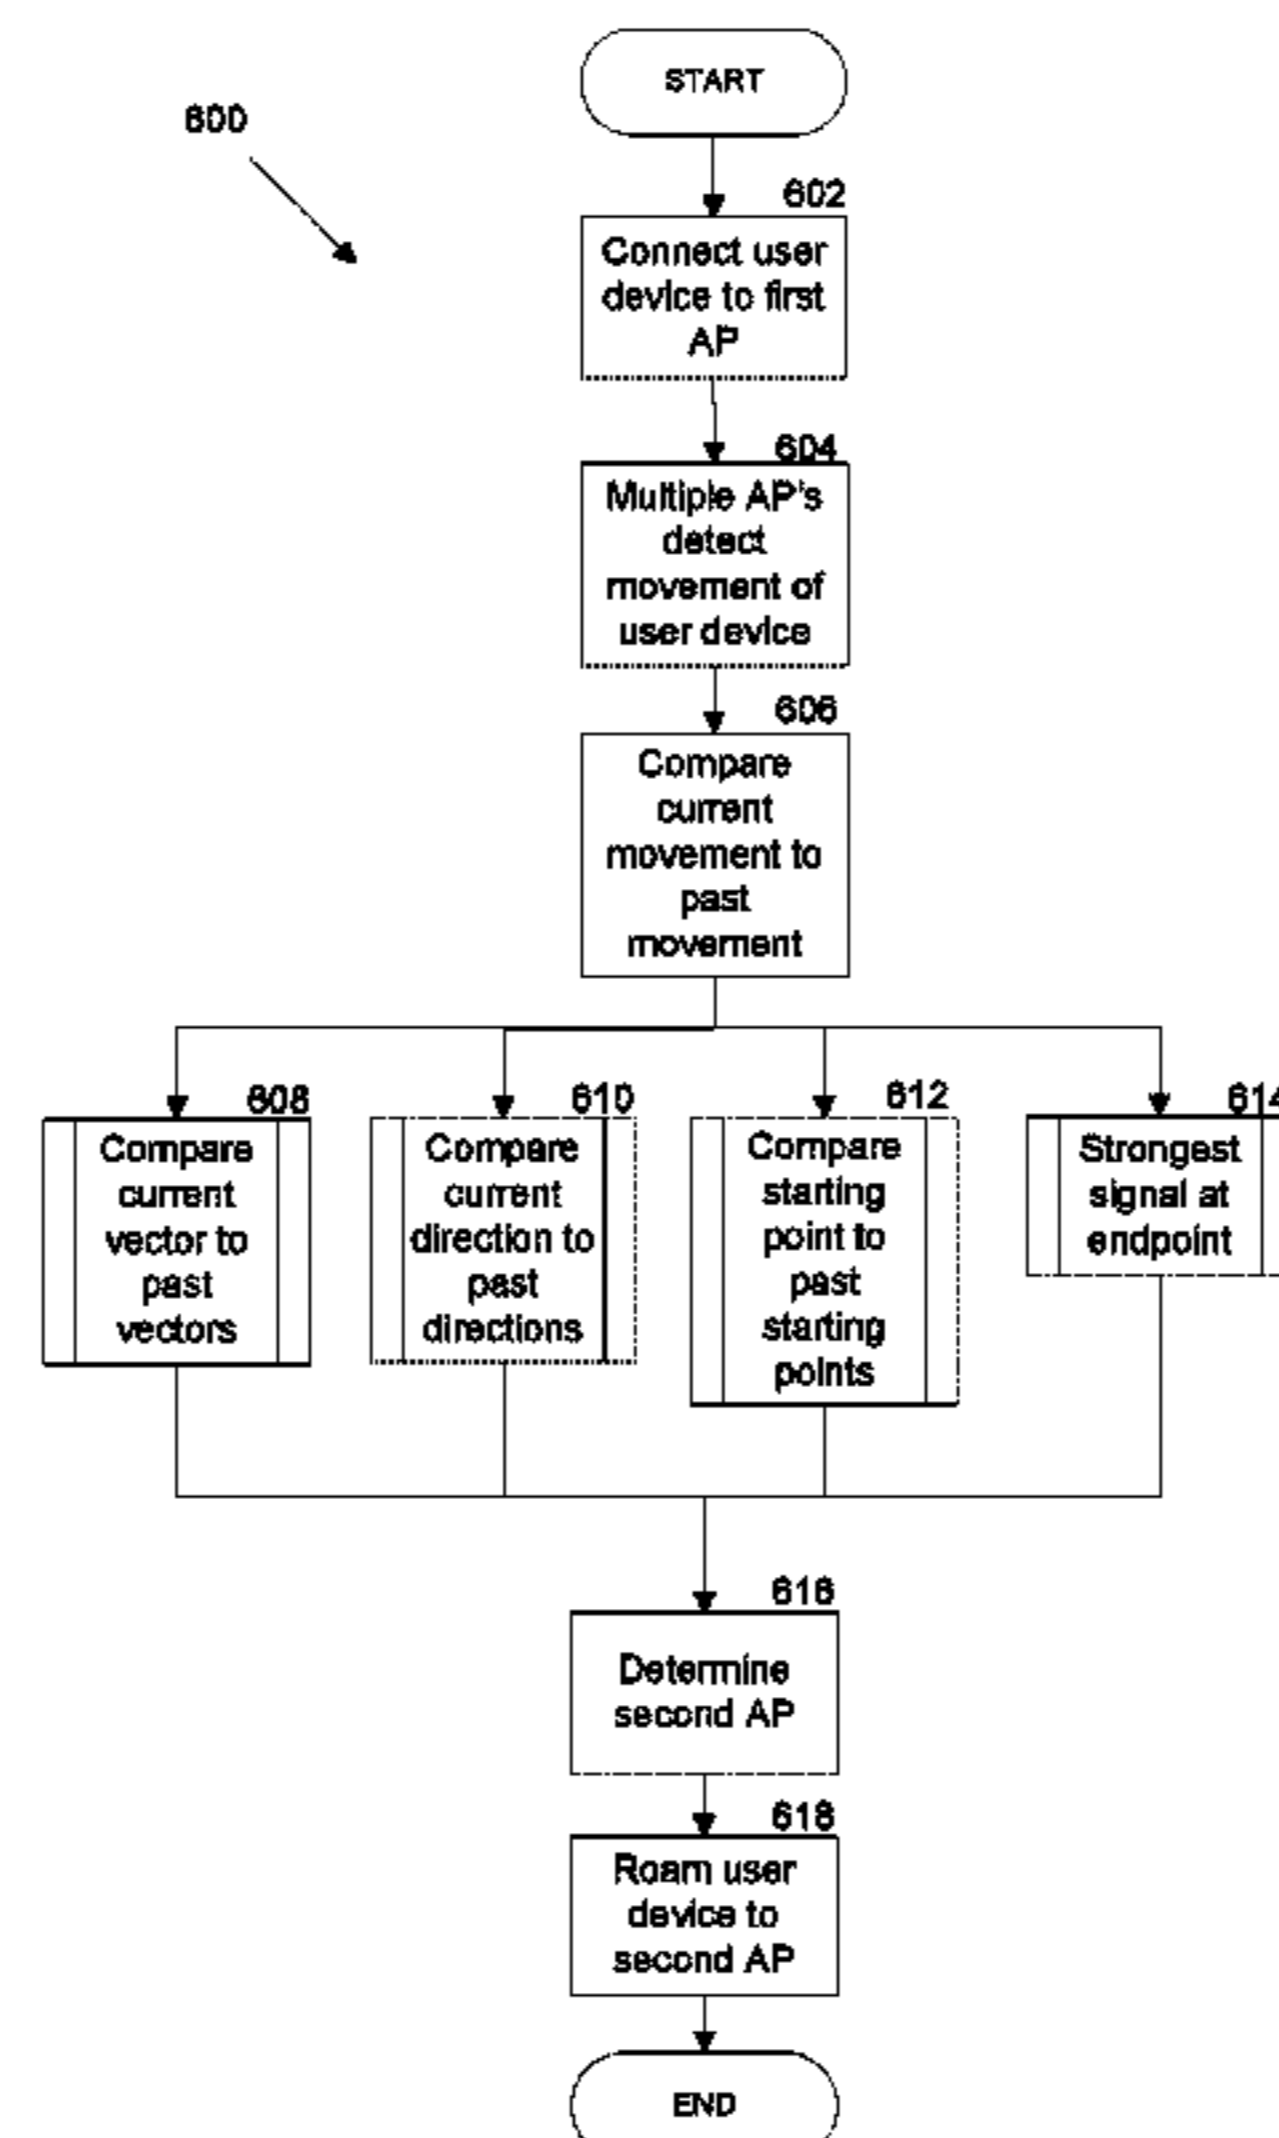 START
600
602
Connect user
device to first
AP
604
Multiple AP's
detect
movement of
user device
606
Compare
current
movement to
past
movement
608
Compare
current
vector to
past
vectors
610
Compare
current
direction to
past
directions
612
Compare
starting
point to
past
starting
points
614
Strongest
signal at
endpoint
616
Determine
second AP
618
Roam user
device to
second AP
END